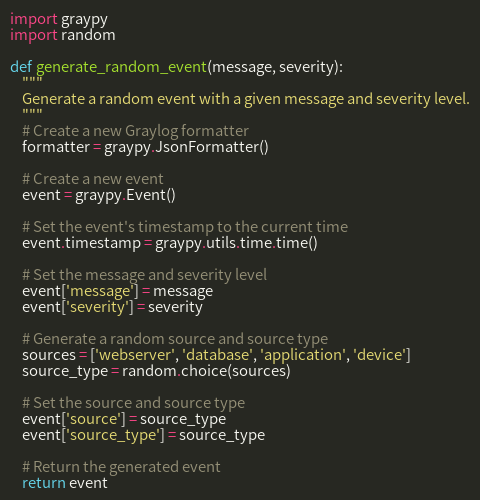 import graypy
import random

def generate_random_event(message, severity):
    """
    Generate a random event with a given message and severity level.
    """
    # Create a new Graylog formatter
    formatter = graypy.JsonFormatter()

    # Create a new event
    event = graypy.Event()

    # Set the event's timestamp to the current time
    event.timestamp = graypy.utils.time.time()

    # Set the message and severity level
    event['message'] = message
    event['severity'] = severity

    # Generate a random source and source type
    sources = ['webserver', 'database', 'application', 'device']
    source_type = random.choice(sources)

    # Set the source and source type
    event['source'] = source_type
    event['source_type'] = source_type

    # Return the generated event
    return event